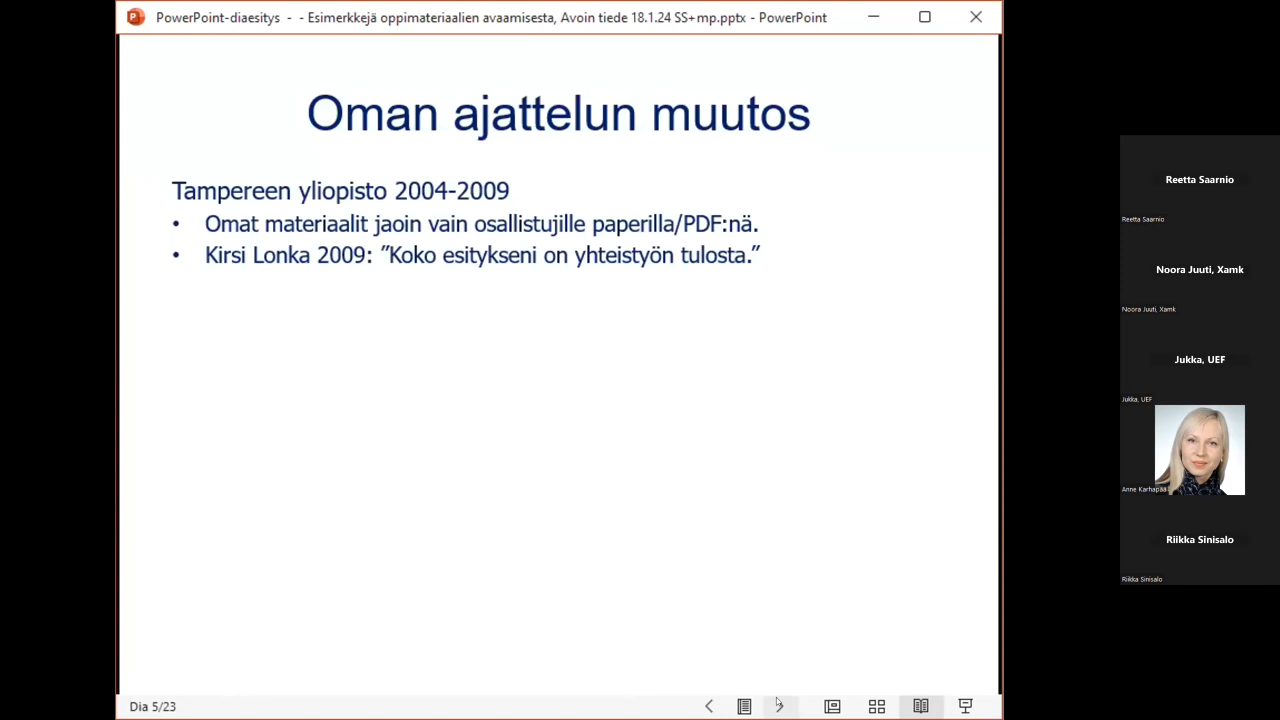 PowerPoint-diaesitys - - Esimerkkejä oppimateriaalien avaamisesta, Avoin tiede 18.1.24 SS+mp.pptx - PowerPoint
Oman ajattelun muutos
Tampereen yliopisto 2004-2009
• Omat materiaalit jaoin vain osallistujille paperilla/PDF:nä.
• Kirsi Lonka 2009: ”Koko esitykseni on yhteistyön tulosta.”
Dia 5/23
Reetta Saarnio
Reetta Saarnio
Noora Juuti, Xamk
Noora Juuti, Xamk
Jukka, UEF
Jukka, UEF
Anne Karhapää
Riikka Sinisalo
Riikka Sinisalo